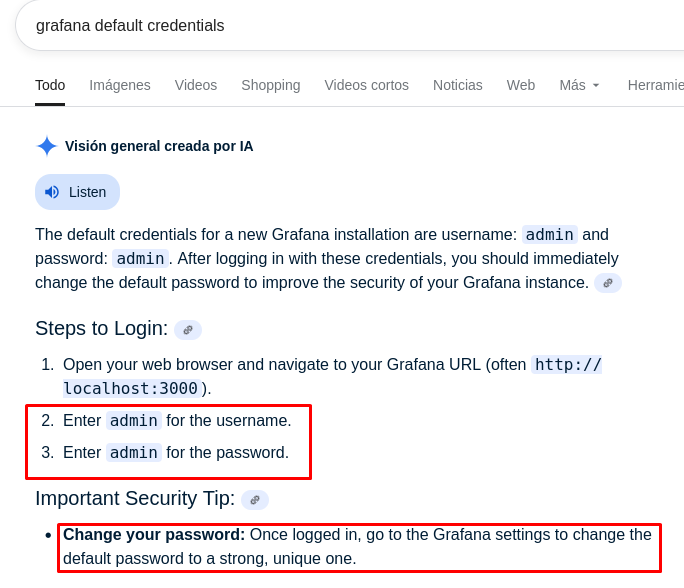 grafana default credentials
Todo Imágenes Videos Shopping Videos cortos Noticias Web Más Herramie
Visión general creada por IA
Listen
The default credentials for a new Grafana installation are username: admin and
password: admin. After logging in with these credentials, you should immediately
change the default password to improve the security of your Grafana instance.
Steps to Login:
1. Open your web browser and navigate to your Grafana URL (often http://
localhost:3000).
2. Enter admin for the username.
3. Enter admin for the password.
Important Security Tip:
• Change your password: Once logged in, go to the Grafana settings to change the
default password to a strong, unique one.